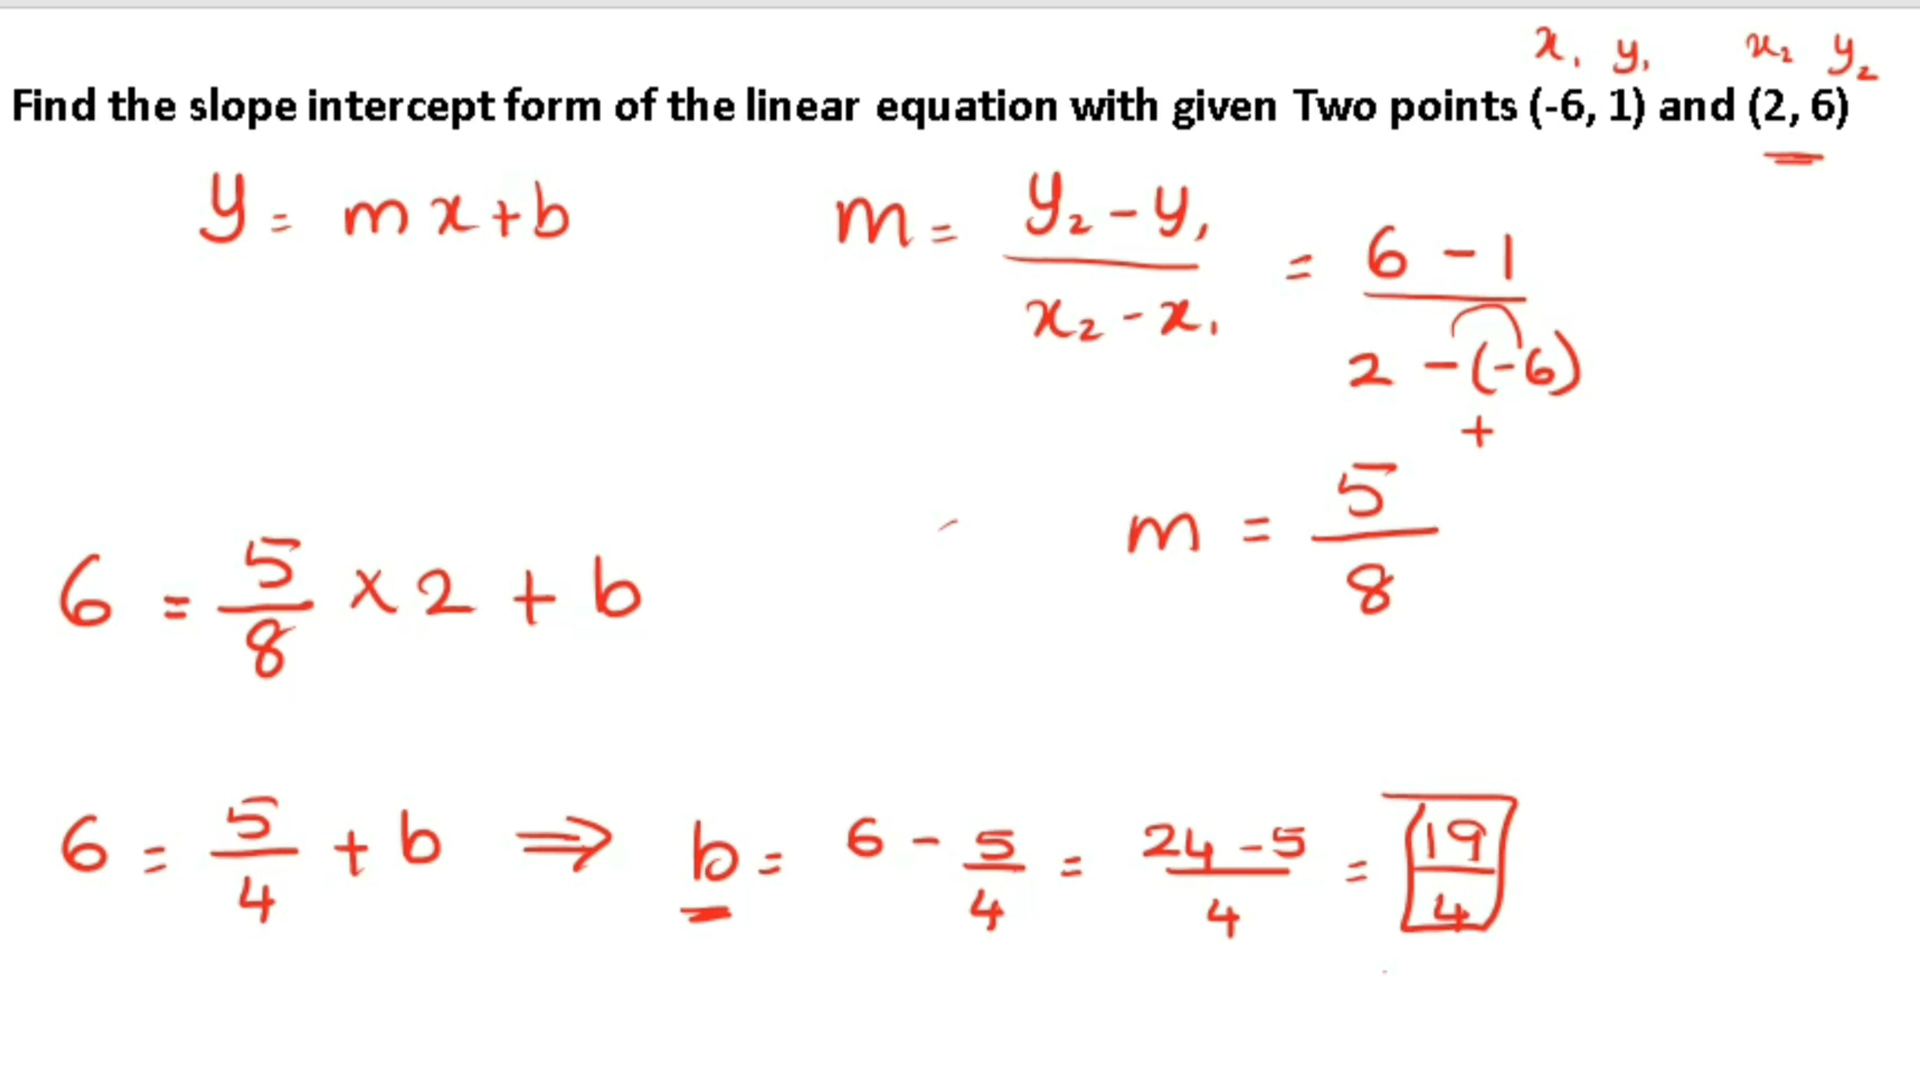 x₁ y₁ x₂ y₂
Find the slope intercept form of the linear equation with given Two points (-6, 1) and (2, 6)
y = mx+b
m = y₂-y₁ / x₂-x₁ = 6-1 / 2-(-6)
+
m = 5/8
6 = 5/8 × 2 + b
6 = 5/4 + b ⇒ b = 6 - 5/4 = 24-5 / 4 = 19/4